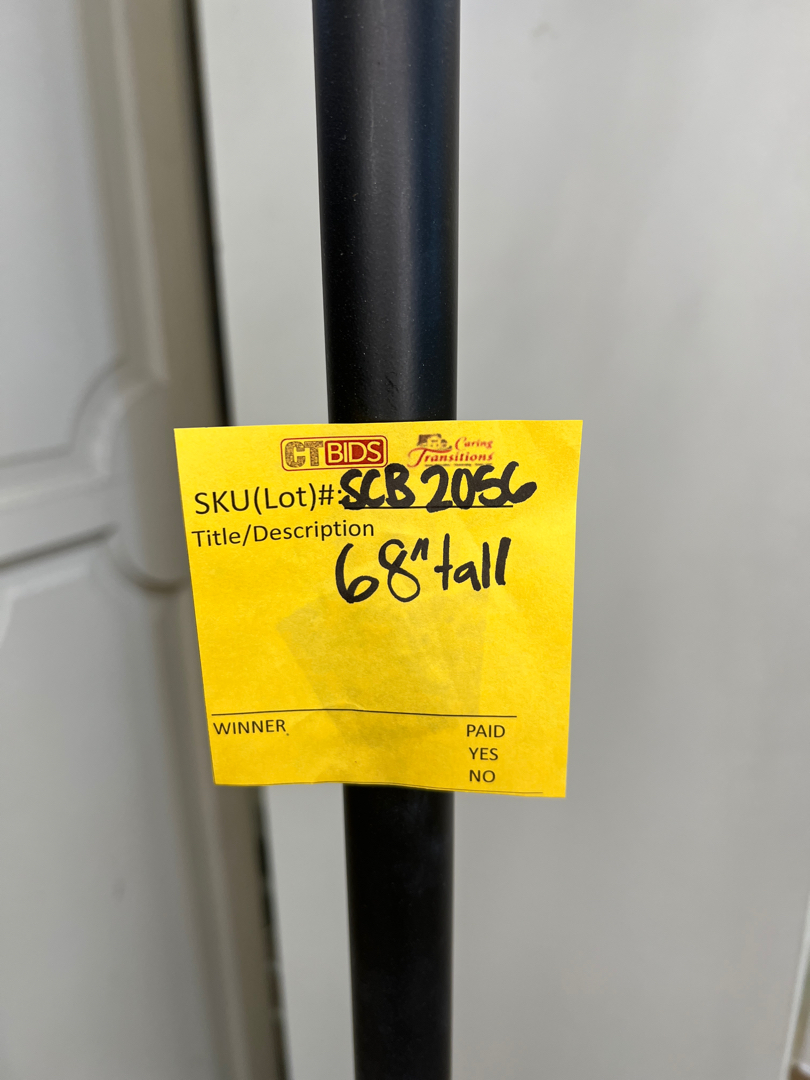 CTBIDS Caring Transitions
SKU(Lot)#: SCB 2056
Title/Description
68" tall
WINNER PAID
YES
NO